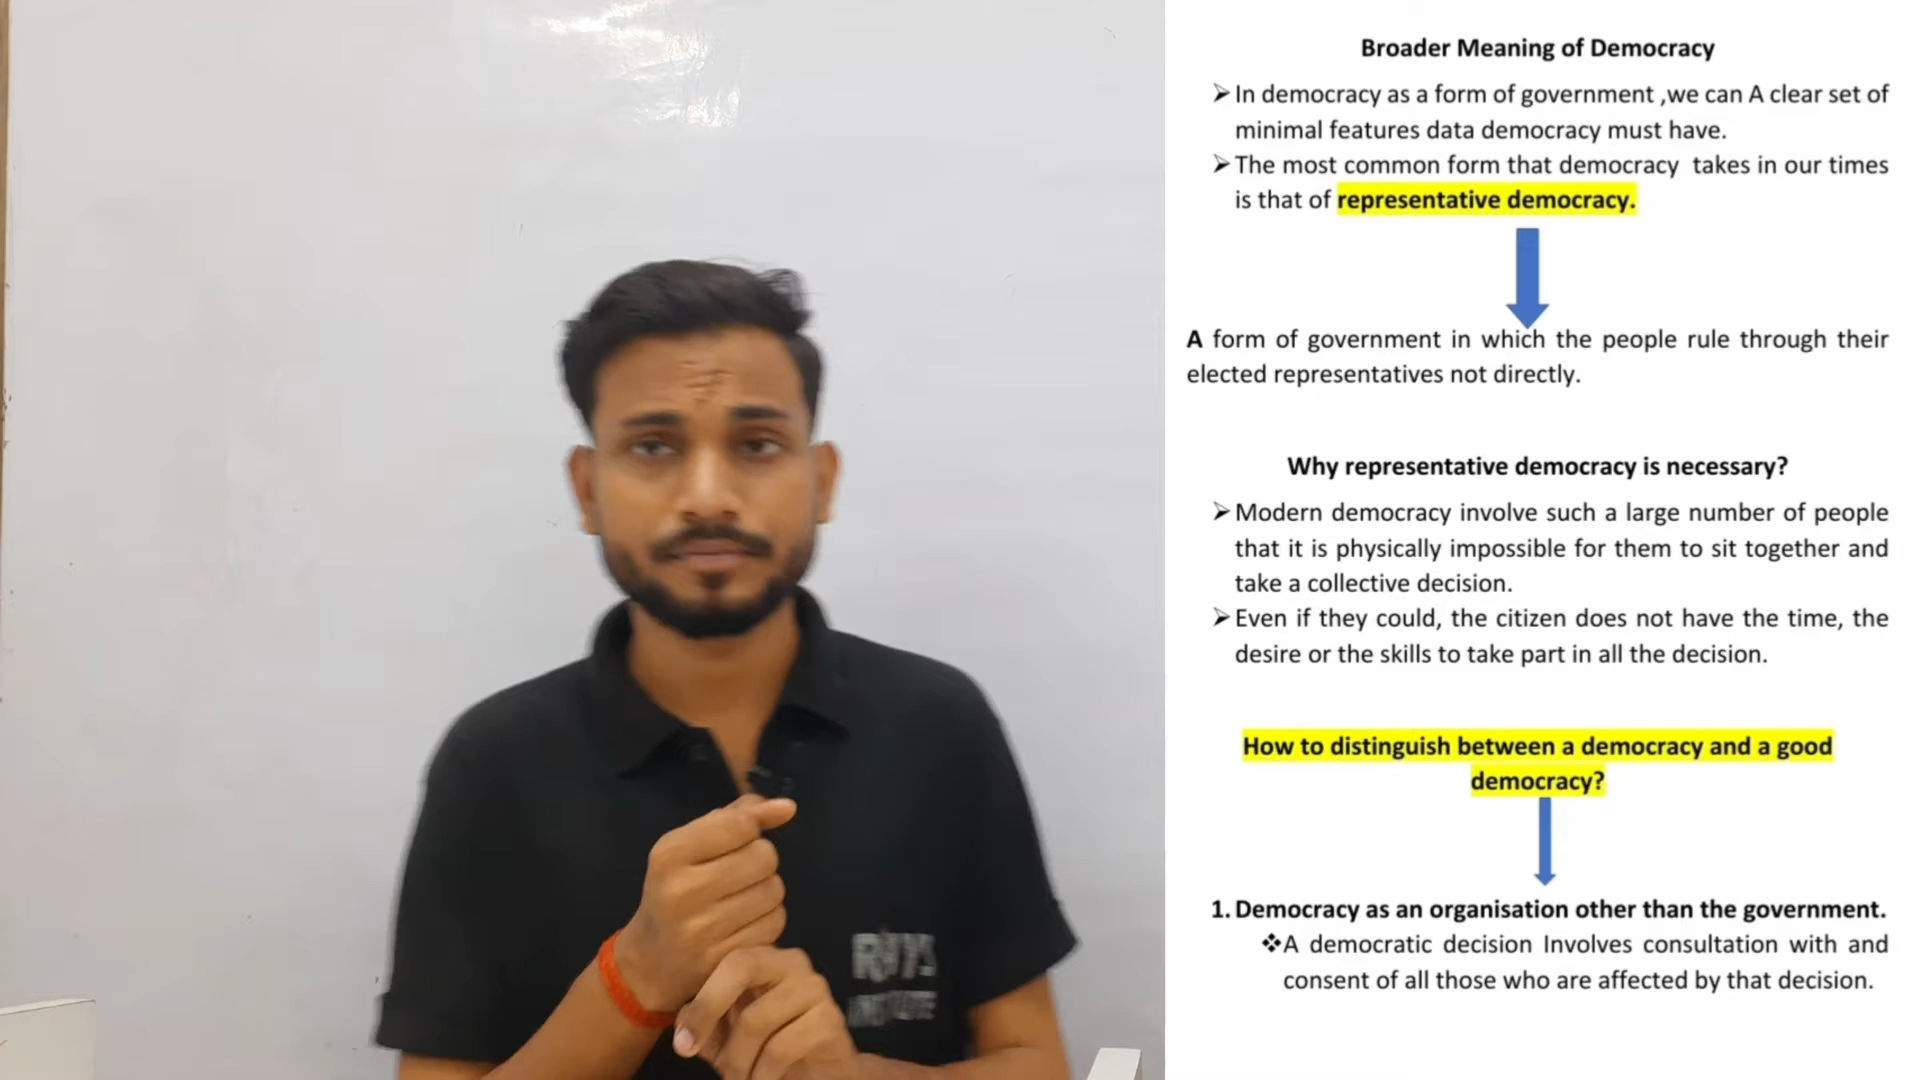 Broader Meaning of Democracy
➢In democracy as a form of government ,we can A clear set of
minimal features data democracy must have.
➢The most common form that democracy takes in our times
is that of representative democracy.
A form of government in which the people rule through their
elected representatives not directly.
Why representative democracy is necessary?
➢Modern democracy involve such a large number of people
that it is physically impossible for them to sit together and
take a collective decision.
➢Even if they could, the citizen does not have the time, the
desire or the skills to take part in all the decision.
How to distinguish between a democracy and a good
democracy?
1. Democracy as an organisation other than the government.
❖A democratic decision Involves consultation with and
consent of all those who are affected by that decision.